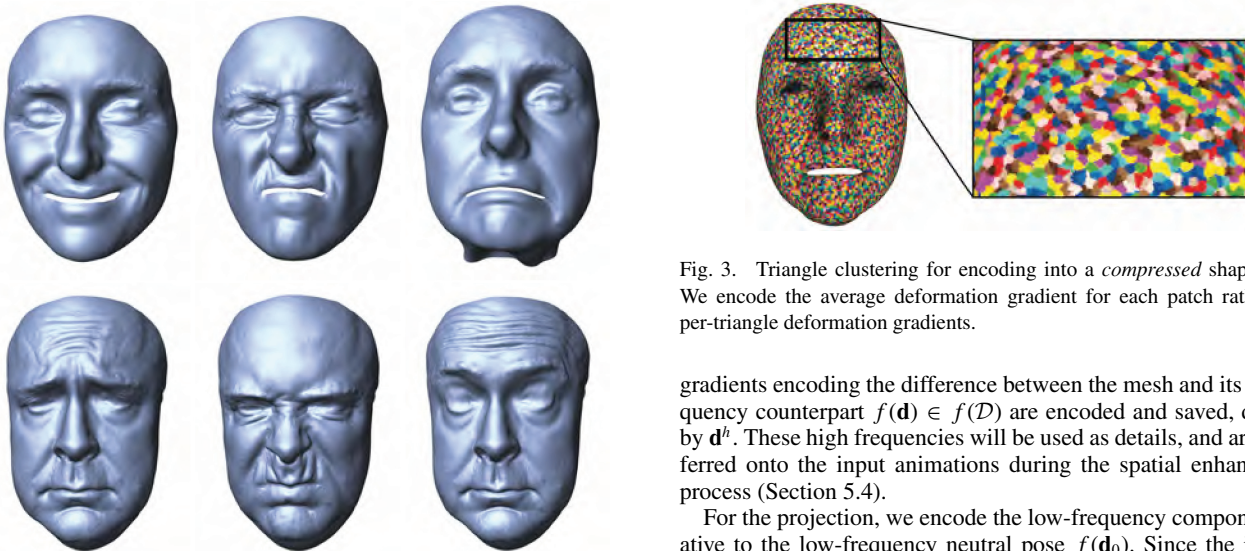 Fig. 3. Triangle clustering for encoding into a compressed shap
We encode the average deformation gradient for each patch rat
per-triangle deformation gradients.
gradients encoding the difference between the mesh and its
quency counterpart f(d) ∈ f(𝒟) are encoded and saved,
by dʰ. These high frequencies will be used as details, and ar
ferred onto the input animations during the spatial enhan
process (Section 5.4).
For the projection, we encode the low-frequency compon
ative to the low-frequency neutral pose f(d₀). Since the